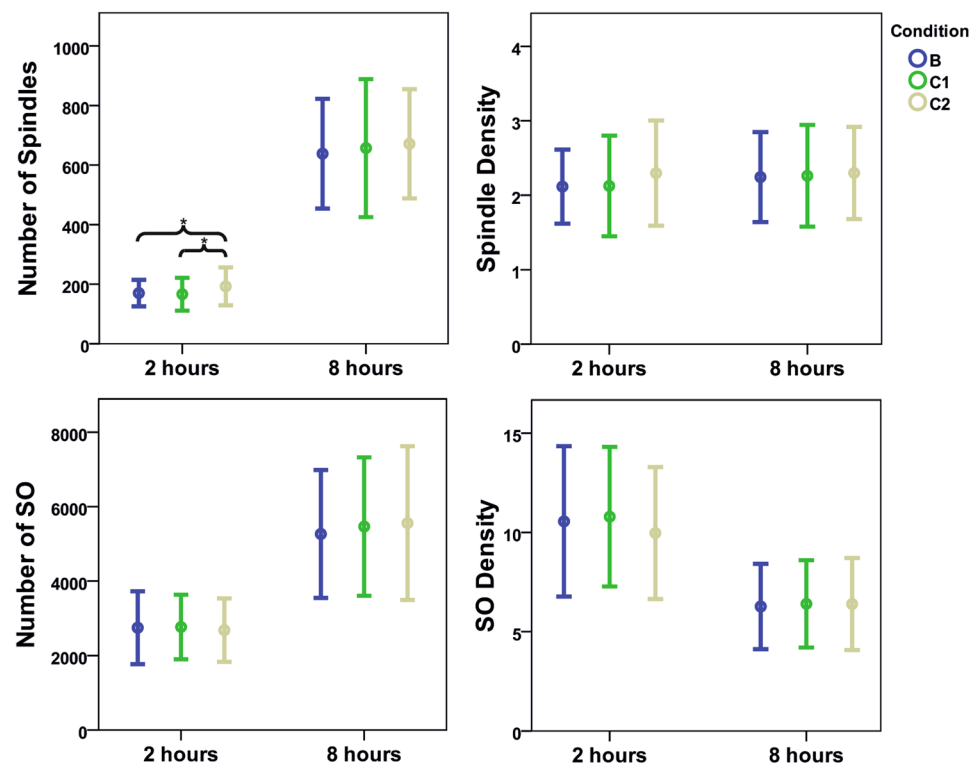 Number of Spindles
1000
800
600
400
200
0
*
*
2 hours
8 hours
Spindle Density
4
3
2
1
0
2 hours
8 hours
Condition
B
C1
C2
Number of SO
8000
6000
4000
2000
0
2 hours
8 hours
SO Density
15
10
5
0
2 hours
8 hours